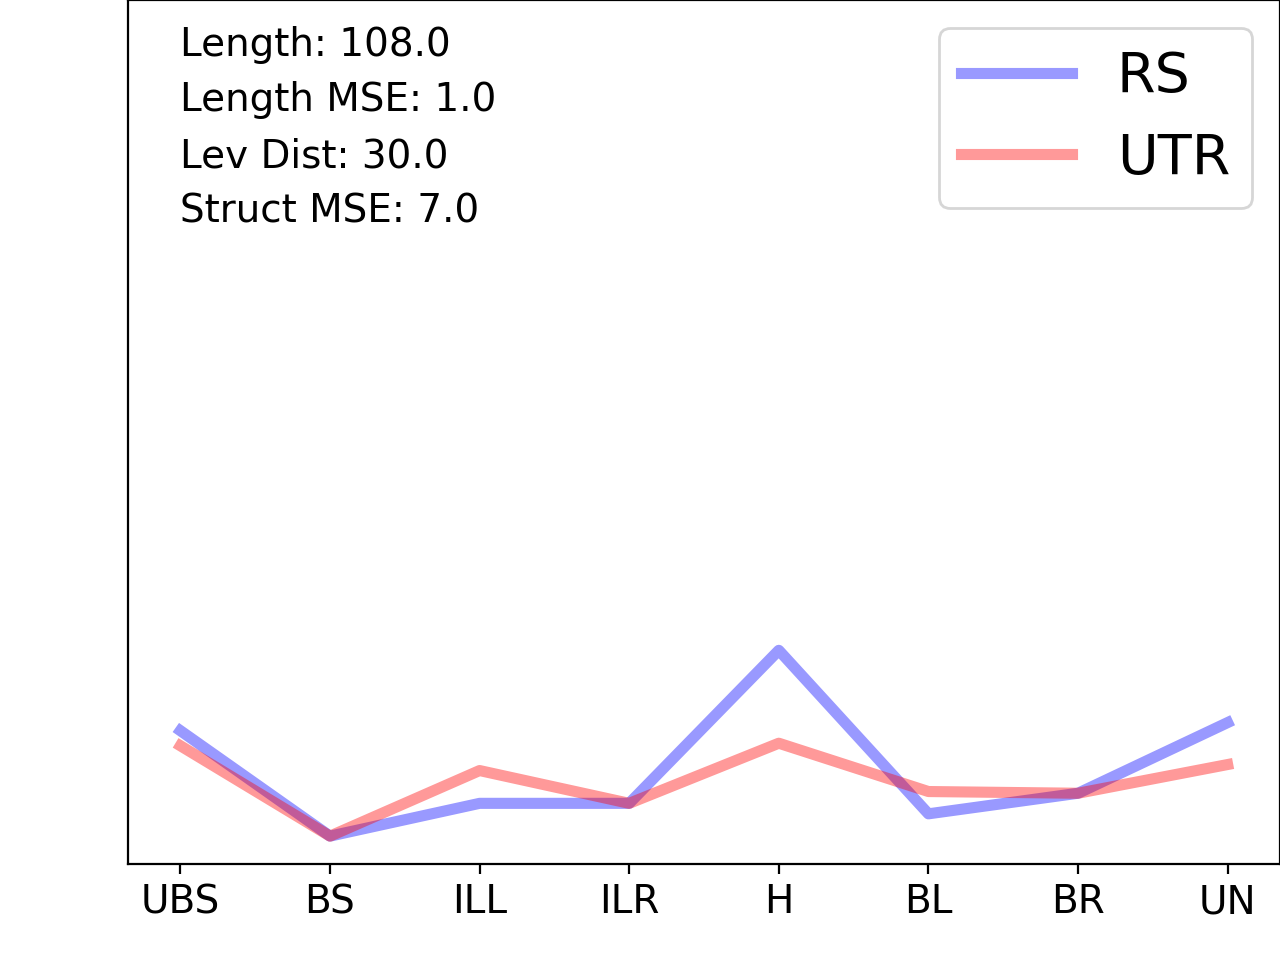 Length: 108.0
Length MSE: 1.0
Lev Dist: 30.0
Struct MSE: 7.0
RS
UTR
UBS BS ILL ILR H BL BR UN